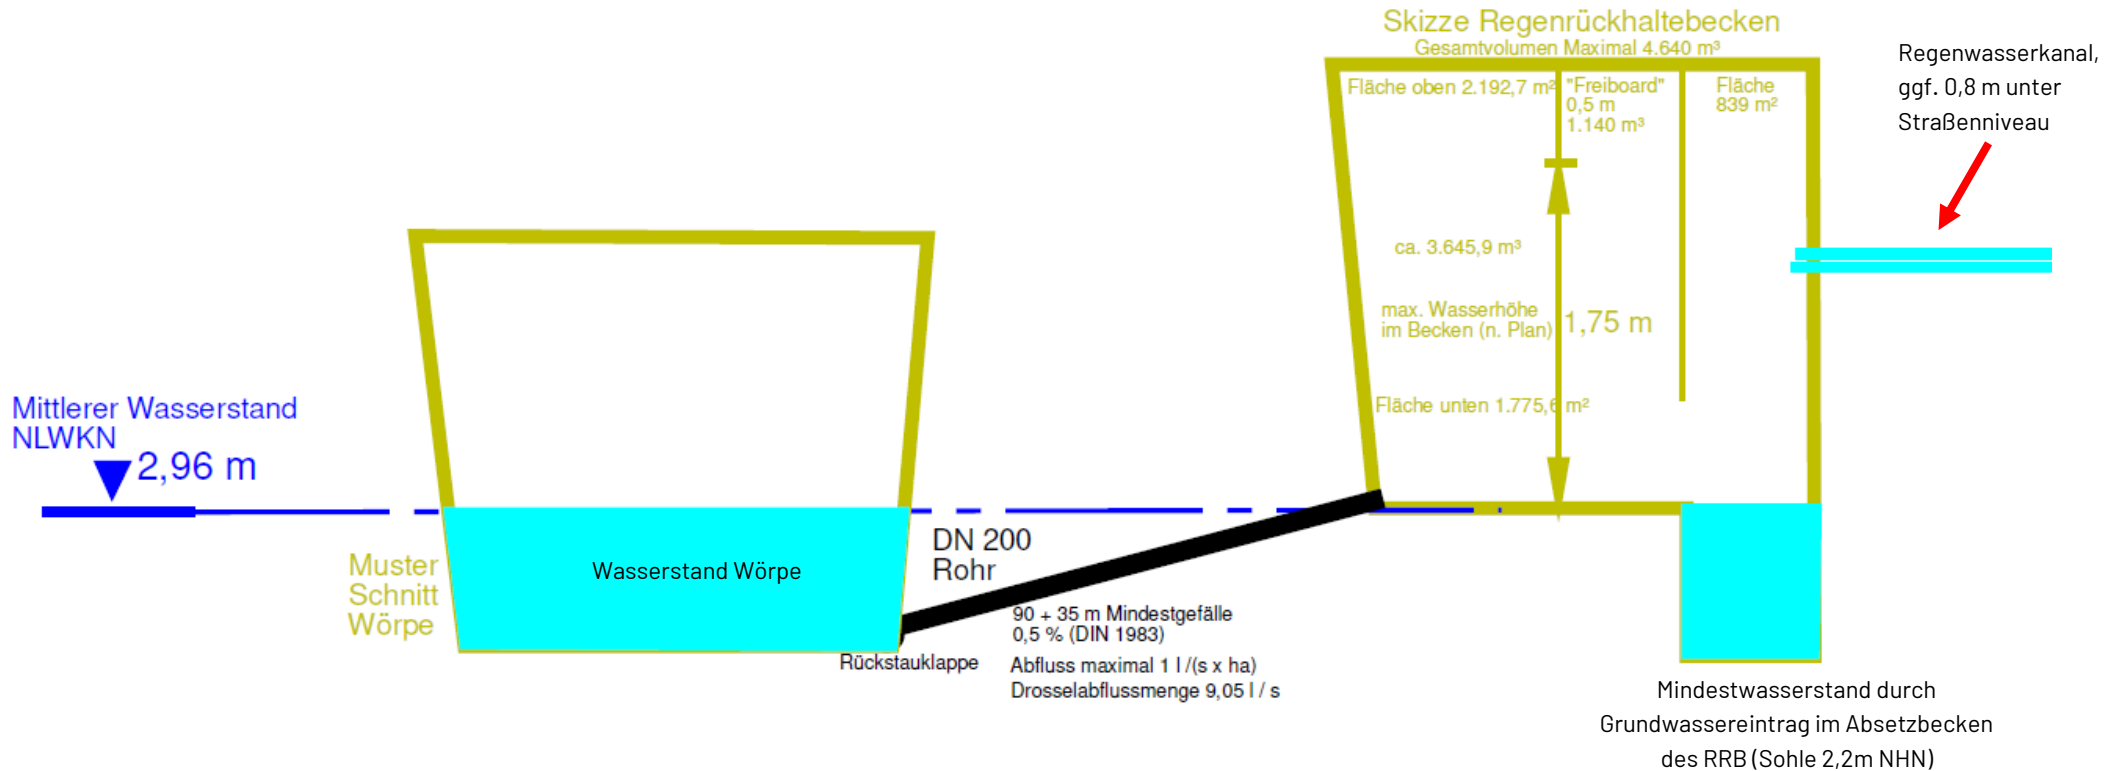 Skizze Regenrückhaltebecken
Gesamtvolumen Maximal 4.640 m³
Regenwasserkanal,
ggf. 0,8 m unter
Straßenniveau
Fläche oben 2.192,7 m²
"Freiboard"
0,5 m
1.140 m³
Fläche
839 m²
ca. 3.645,9 m³
max. Wasserhöhe
im Becken (n. Plan)
1,75 m
Fläche unten 1.775,6 m²
Mittlerer Wasserstand
NLWKN
2,96 m
Muster
Schnitt
Wörpe
Wasserstand Wörpe
DN 200
Rohr
90 + 35 m Mindestgefälle
0,5 % (DIN 1983)
Rückstauklappe
Abfluss maximal 1 l /(s x ha)
Drosselabflussmenge 9,05 l / s
Mindestwasserstand durch
Grundwassereintrag im Absetzbecken
des RRB (Sohle 2,2m NHN)